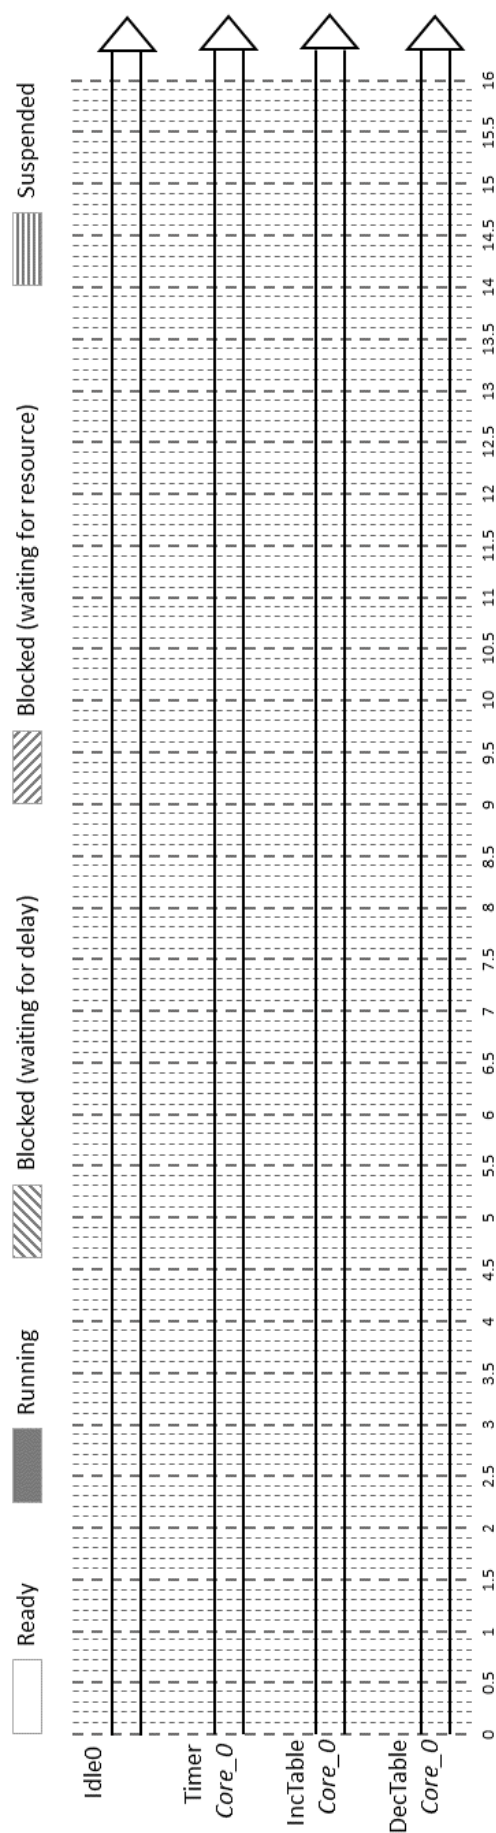 Ready
Running
Blocked (waiting for delay)
Blocked (waiting for resource)
Suspended
Idle0
Timer
Core_0
IncTable
Core_0
DecTable
Core_0
0 0.5 1 1.5 2 2.5 3 3.5 4 4.5 5 5.5 6 6.5 7 7.5 8 8.5 9 9.5 10 10.5 11 11.5 12 12.5 13 13.5 14 14.5 15 15.5 16